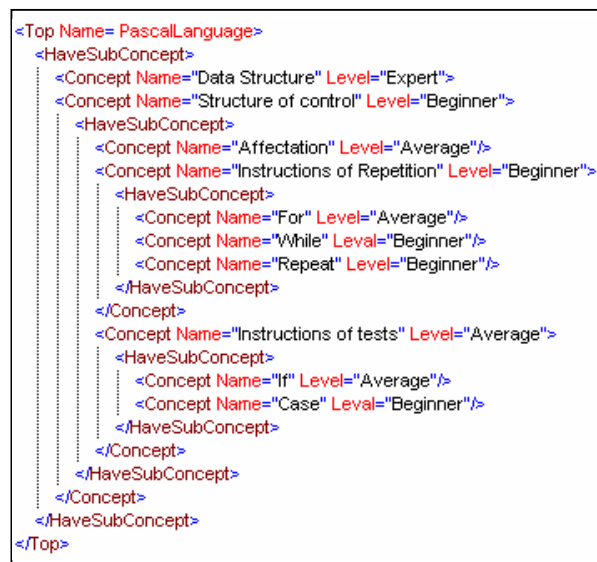 <Top Name= PascalLanguage>
<HaveSubConcept>
<Concept Name="Data Structure" Level="Expert">
<Concept Name="Structure of control" Level="Beginner">
<HaveSubConcept>
<Concept Name="Affectation" Level="Average"/>
<Concept Name="Instructions of Repetition" Level="Beginner">
<HaveSubConcept>
<Concept Name="For" Level="Average"/>
<Concept Name="While" Leval="Beginner"/>
<Concept Name="Repeat" Level="Beginner"/>
</HaveSubConcept>
</Concept>
<Concept Name="Instructions of tests" Level="Average">
<HaveSubConcept>
<Concept Name="If" Level="Average"/>
<Concept Name="Case" Leval="Beginner"/>
</HaveSubConcept>
</Concept>
</HaveSubConcept>
</Concept>
</HaveSubConcept>
</Top>